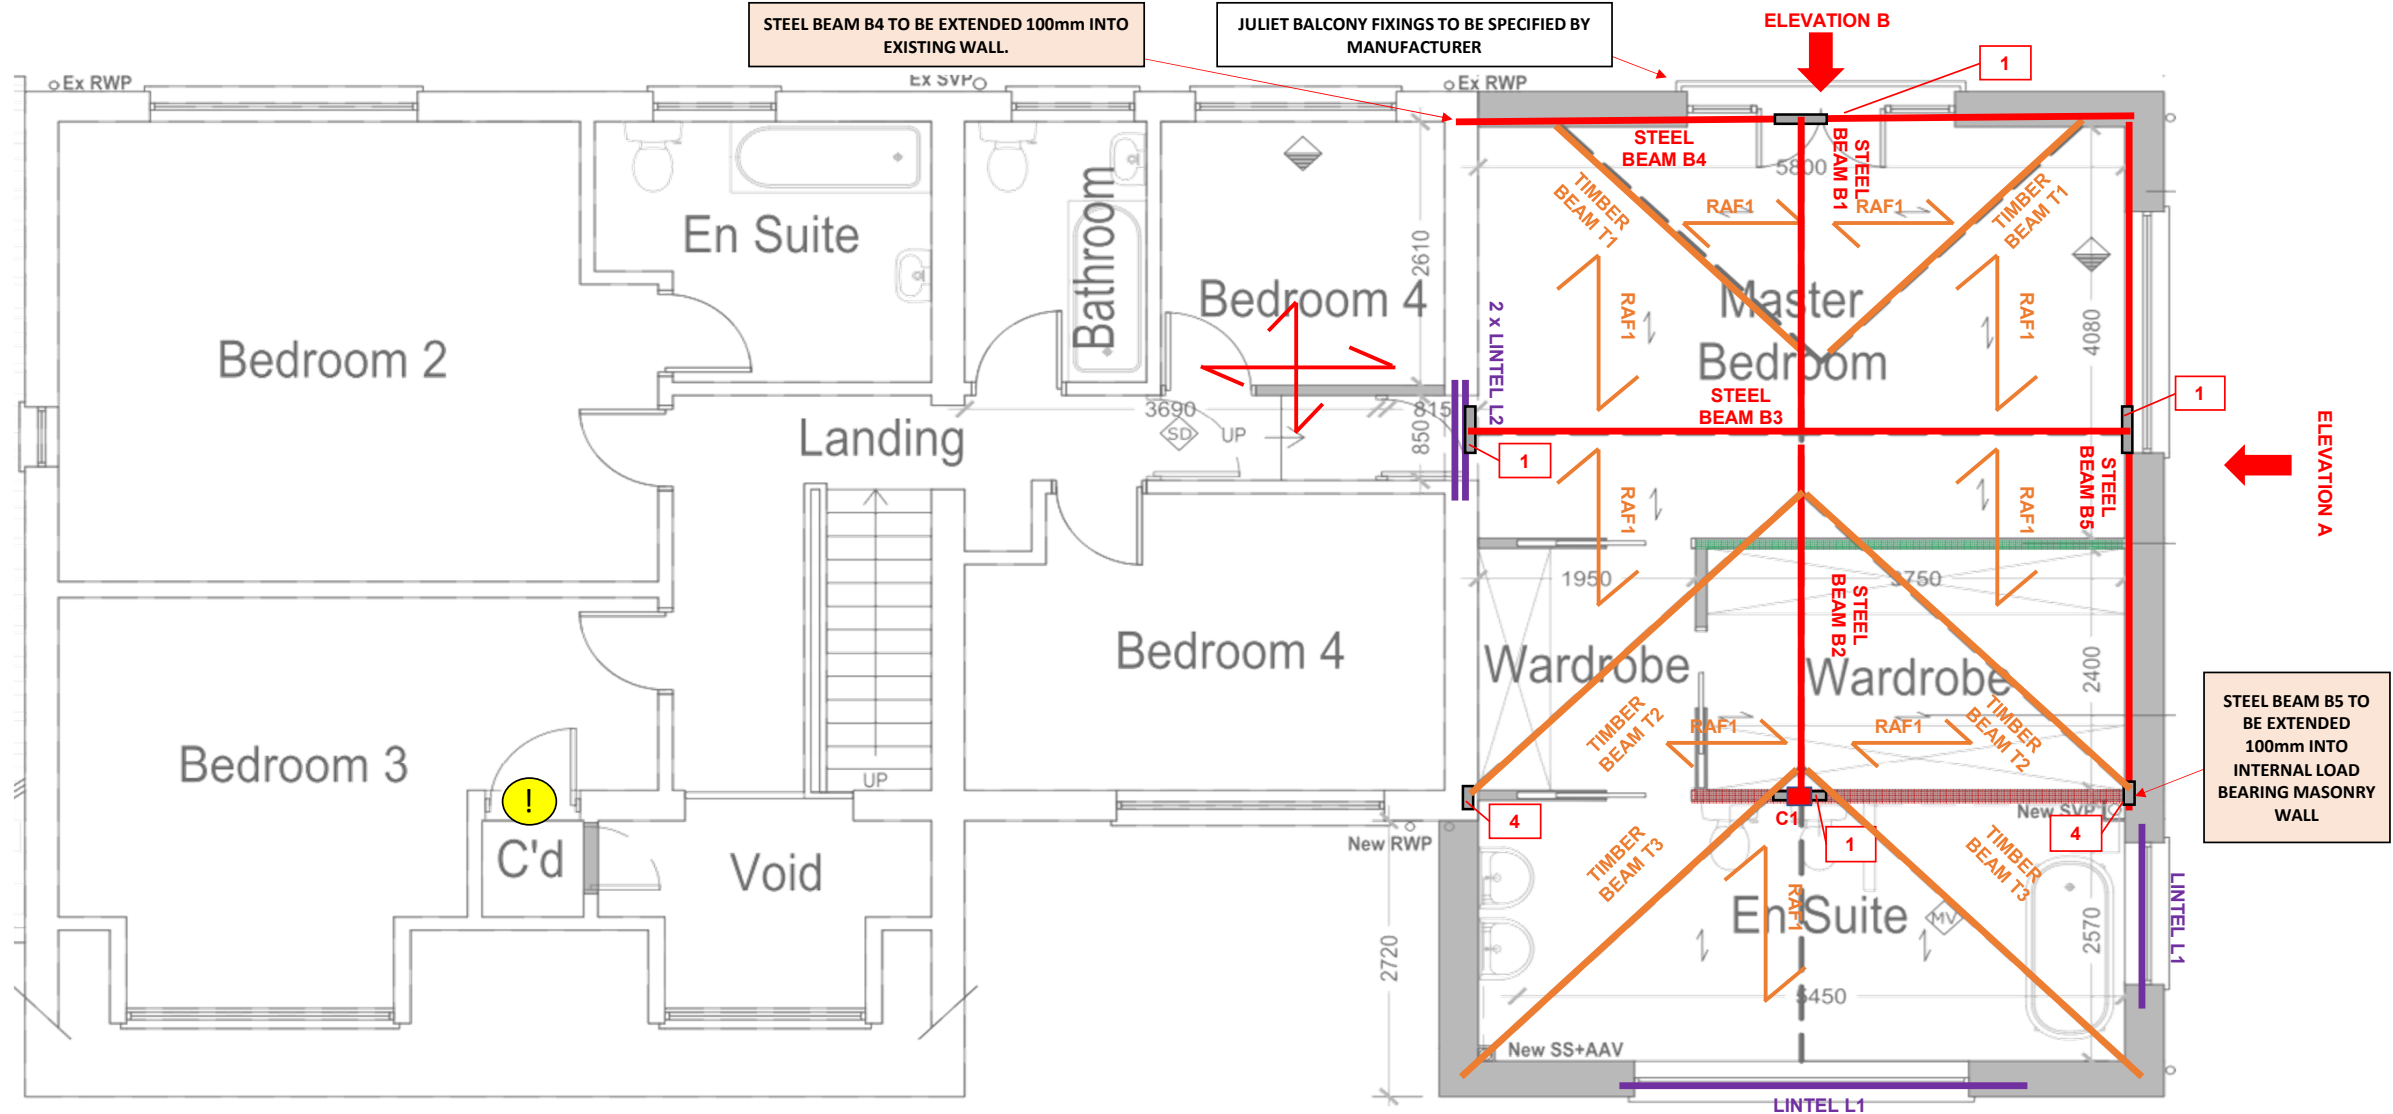 STEEL BEAM B4 TO BE EXTENDED 100mm INTO
EXISTING WALL.
JULIET BALCONY FIXINGS TO BE SPECIFIED BY
MANUFACTURER
ELEVATION B
1
Ex RWP
Ex SVP
Ex RWP
STEEL
BEAM B4
STEEL
BEAM B1
5800
TIMBER
BEAM T1
RAF1
RAF1
TIMBER
BEAM T1
En Suite
Bathroom
2610
Bedroom 4
2 x LINTEL L2
RAF1
Master
Bedroom
RAF1
4080
Bedroom 2
STEEL
BEAM B3
1
3690
815
850
Landing
SD
UP
1
ELEVATION A
STEEL
BEAM B5
RAF1
RAF1
1950
3750
STEEL
BEAM B2
Bedroom 4
Wardrobe
Wardrobe
2400
STEEL BEAM B5 TO
BE EXTENDED
100mm INTO
INTERNAL LOAD
BEARING MASONRY
WALL
TIMBER
BEAM T2
RAF1
RAF1
TIMBER
BEAM T2
Bedroom 3
UP
!
4
C1
New SVP
4
1
New RWP
C'd
Void
TIMBER
BEAM T3
RAF1
TIMBER
BEAM T3
En Suite
MV
LINTEL L1
2720
2570
5450
New SS+AAV
LINTEL L1